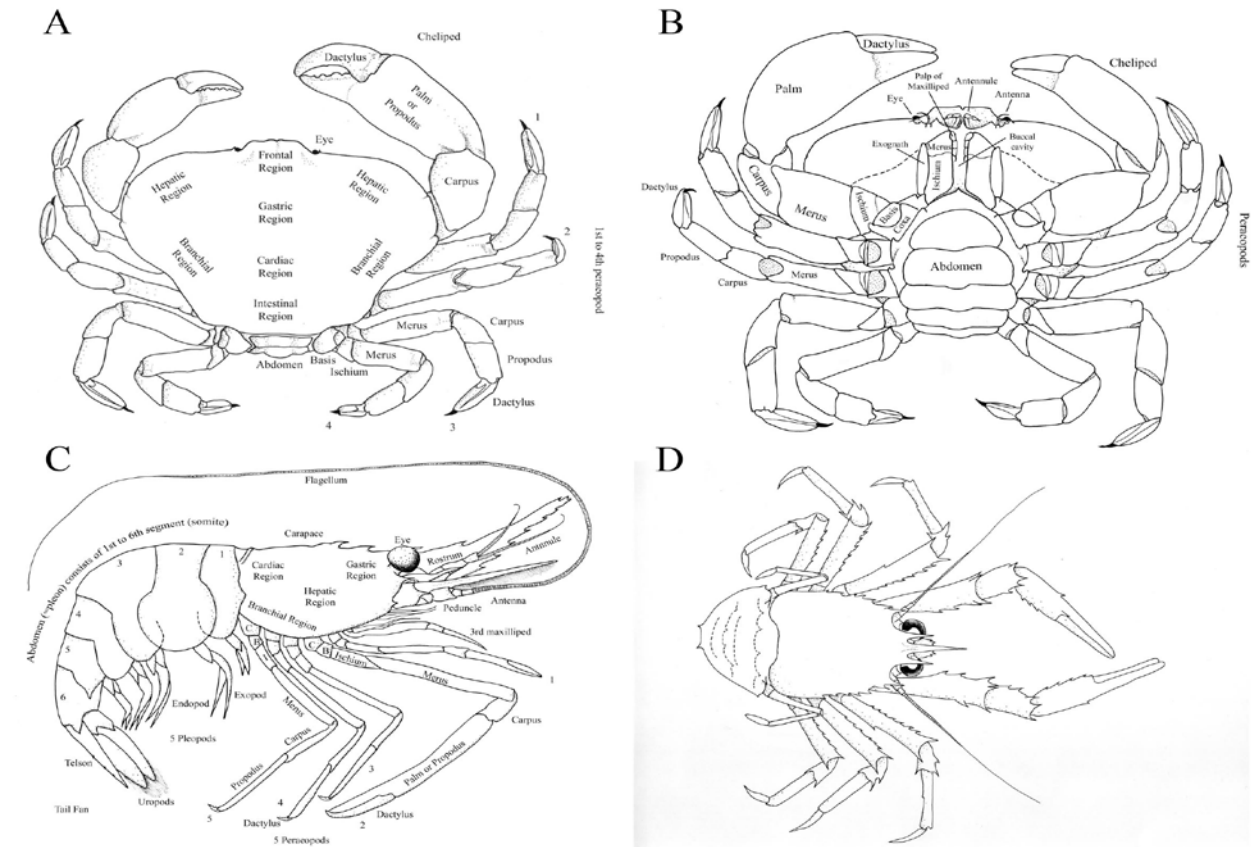 A
Cheliped
Dactylus
Palm
or
Propodus
1
Eye
Frontal
Region
Hepatic
Region
Hepatic
Region
Carpus
Gastric
Region
2
Branchial
Region
Cardiac
Region
Branchial
Region
1st to 4th peraeopod
Intestinal
Region
Merus
Carpus
Abdomen
Basis
Merus
Ischium
Propodus
Dactylus
4
3
B
Dactylus
Cheliped
Palm
Palp of
Maxilliped
Antennule
Eye
Antenna
Exognath
Merus
Buccal
cavity
Ischium
Dactylus
Carpus
Merus
Ischium
Basis
Coxa
Propodus
Abdomen
Carpus
Merus
Perneopods
C
Flagellum
Abdomen (=pleon) consists of 1st to 6th segment (somite)
Carapace
Eye
3
2
1
Cardiac
Region
Gastric
Region
Rostrum
Hepatic
Region
Antenna
Branchial Region
Peduncle
4
3rd maxilliped
C
B
C
B
Ischium
5
Merus
1
6
Endopod
Exopod
Merus
Carpus
5 Pleopods
Carpus
Telson
Propodus
3
Palm or Propodus
Uropods
Tail Fan
5
4
Dactylus
Dactylus
2
5 Peraeopods
D